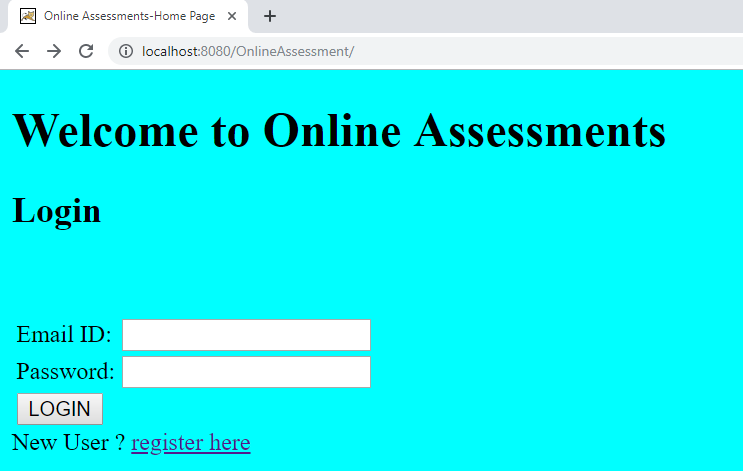 Online Assessments-Home Page
localhost:8080/OnlineAssessment/
Welcome to Online Assessments
Login
Email ID:
Password:
LOGIN
New User ? register here